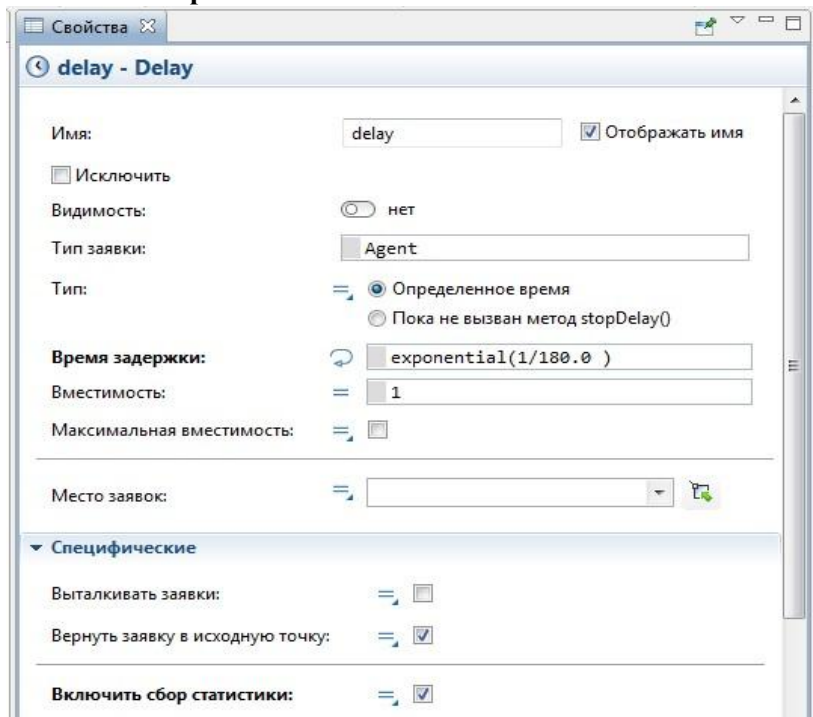 Свойства
delay - Delay
Имя: delay Отображать имя
Исключить
Видимость: нет
Тип заявки: Agent
Тип: Определенное время
Пока не вызван метод stopDelay()
Время задержки: exponential(1/180.0 )
Вместимость: 1
Максимальная вместимость:
Место заявок:
Специфические
Выталкивать заявки:
Вернуть заявку в исходную точку:
Включить сбор статистики: